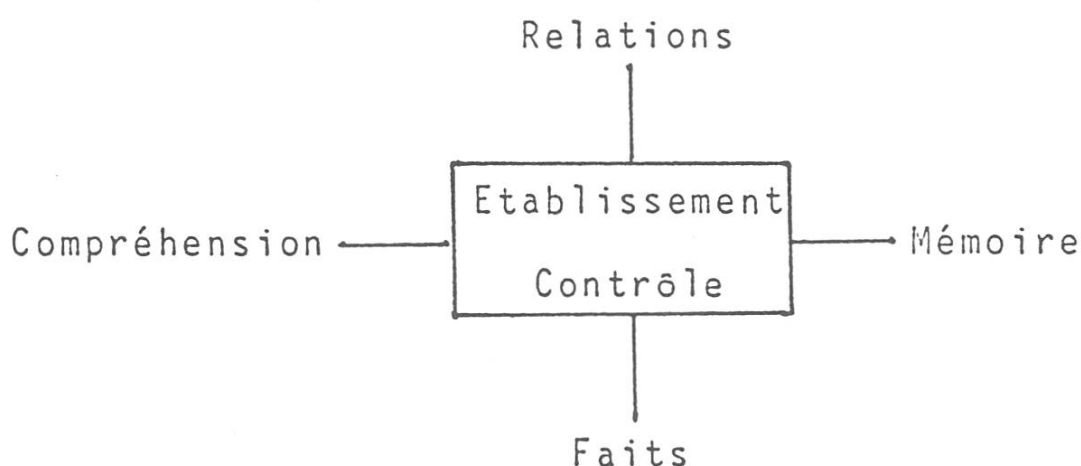 Relations
Etablissement
Compréhension
Mémoire
Contrôle
Faits